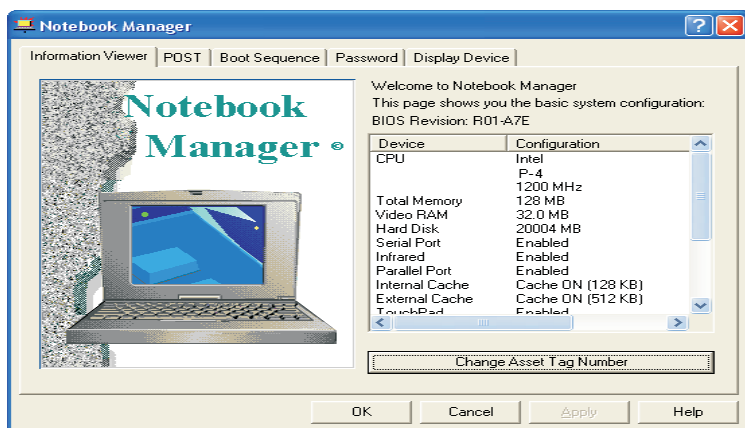 Notebook Manager
Information Viewer POST Boot Sequence Password Display Device
Notebook
Manager ©
Welcome to Notebook Manager
This page shows you the basic system configuration:
BIOS Revision: R01-A7E
Device Configuration
CPU Intel
P-4
1200 MHz
Total Memory 128 MB
Video RAM 32.0 MB
Hard Disk 20004 MB
Serial Port Enabled
Infrared Enabled
Parallel Port Enabled
Internal Cache Cache ON (128 KB)
External Cache Cache ON (512 KB)
TouchPad Enabled
Change Asset Tag Number
OK Cancel Apply Help